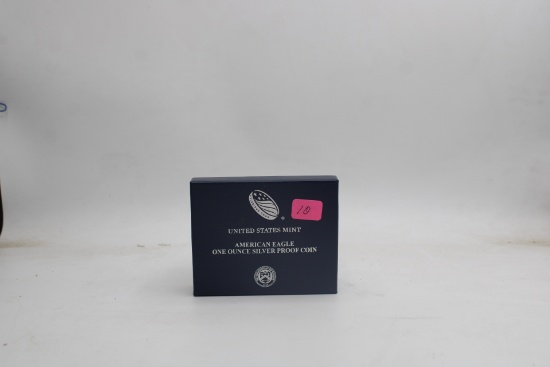 10
UNITED STATES MINT
AMERICAN EAGLE
ONE OUNCE SILVER PROOF COIN